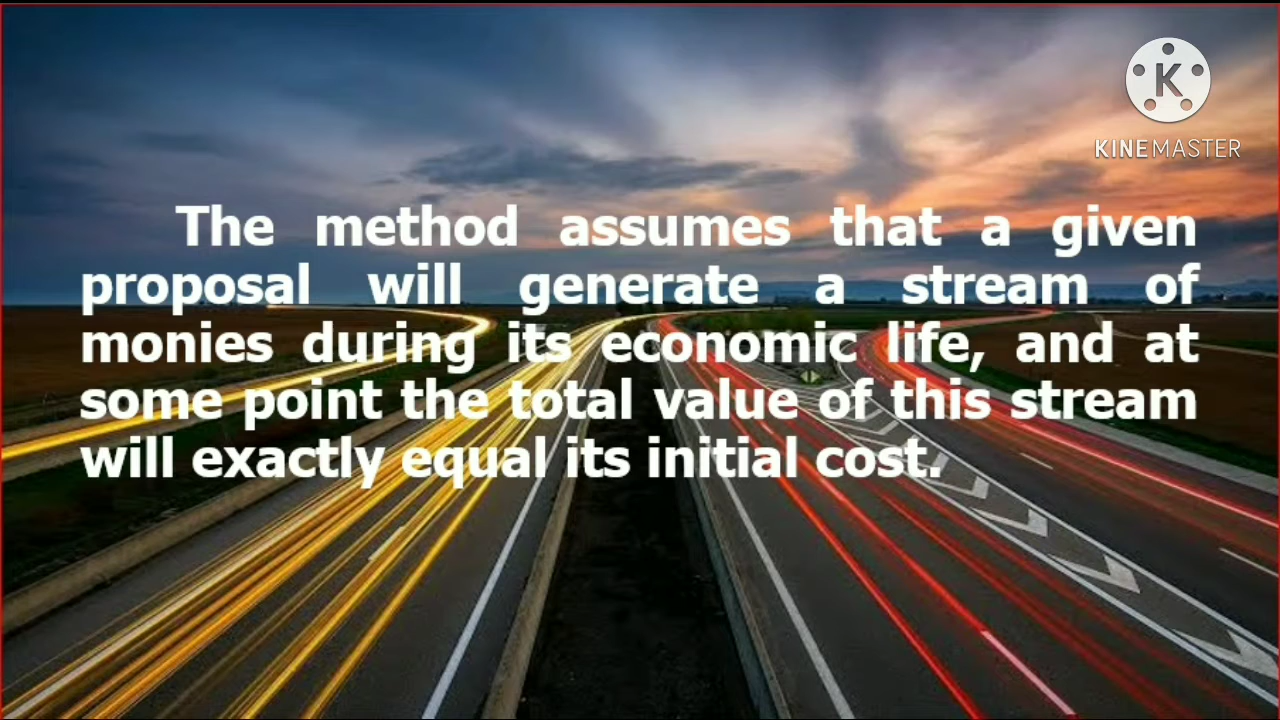 K
KINEMASTER
The method assumes that a given
proposal will generate a stream of
monies during its economic life, and at
some point the total value of this stream
will exactly equal its initial cost.